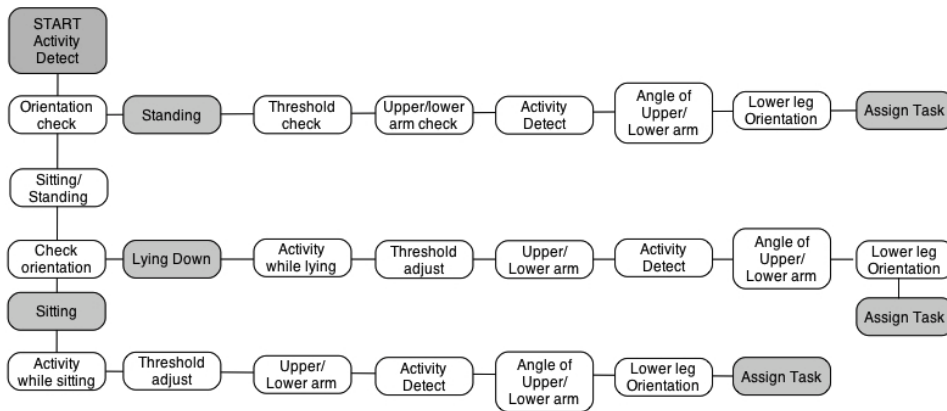 START
Activity
Detect
Orientation
check
Standing
Threshold
check
Upper/lower
arm check
Activity
Detect
Angle of
Upper/
Lower arm
Lower leg
Orientation
Assign Task
Sitting/
Standing
Check
orientation
Lying Down
Activity
while lying
Threshold
adjust
Upper/
Lower arm
Activity
Detect
Angle of
Upper/
Lower arm
Lower leg
Orientation
Assign Task
Sitting
Activity
while sitting
Threshold
adjust
Upper/
Lower arm
Activity
Detect
Angle of
Upper/
Lower arm
Lower leg
Orientation
Assign Task